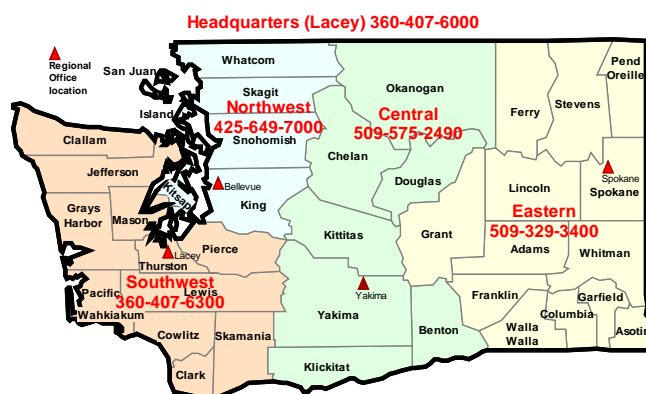 Headquarters (Lacey) 360-407-6000
Regional
Office
location
San Juan
Island
Whatcom
Skagit
Northwest
425-649-7000
Snohomish
Bellevue
King
Okanogan
Central
509-575-2490
Chelan
Douglas
Kittitas
Yakima
Yakima
Klickitat
Benton
Pend
Oreille
Stevens
Ferry
Spokane
Spokane
Lincoln
Eastern
509-329-3400
Grant
Adams
Whitman
Franklin
Garfield
Columbia
Walla
Walla
Asotin
Clallam
Jefferson
Kitsap
Grays
Harbor
Mason
Lacey
Pierce
Thurston
Southwest
360-407-6300
Lewis
Pacific
Wahkiakum
Cowlitz
Skamania
Clark